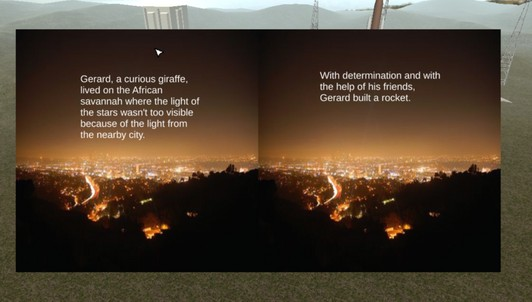 Gerard, a curious giraffe,
lived on the African
savannah where the light of
the stars wasn't too visible
because of the light from
the nearby city.
With determination and with
the help of his friends,
Gerard built a rocket.